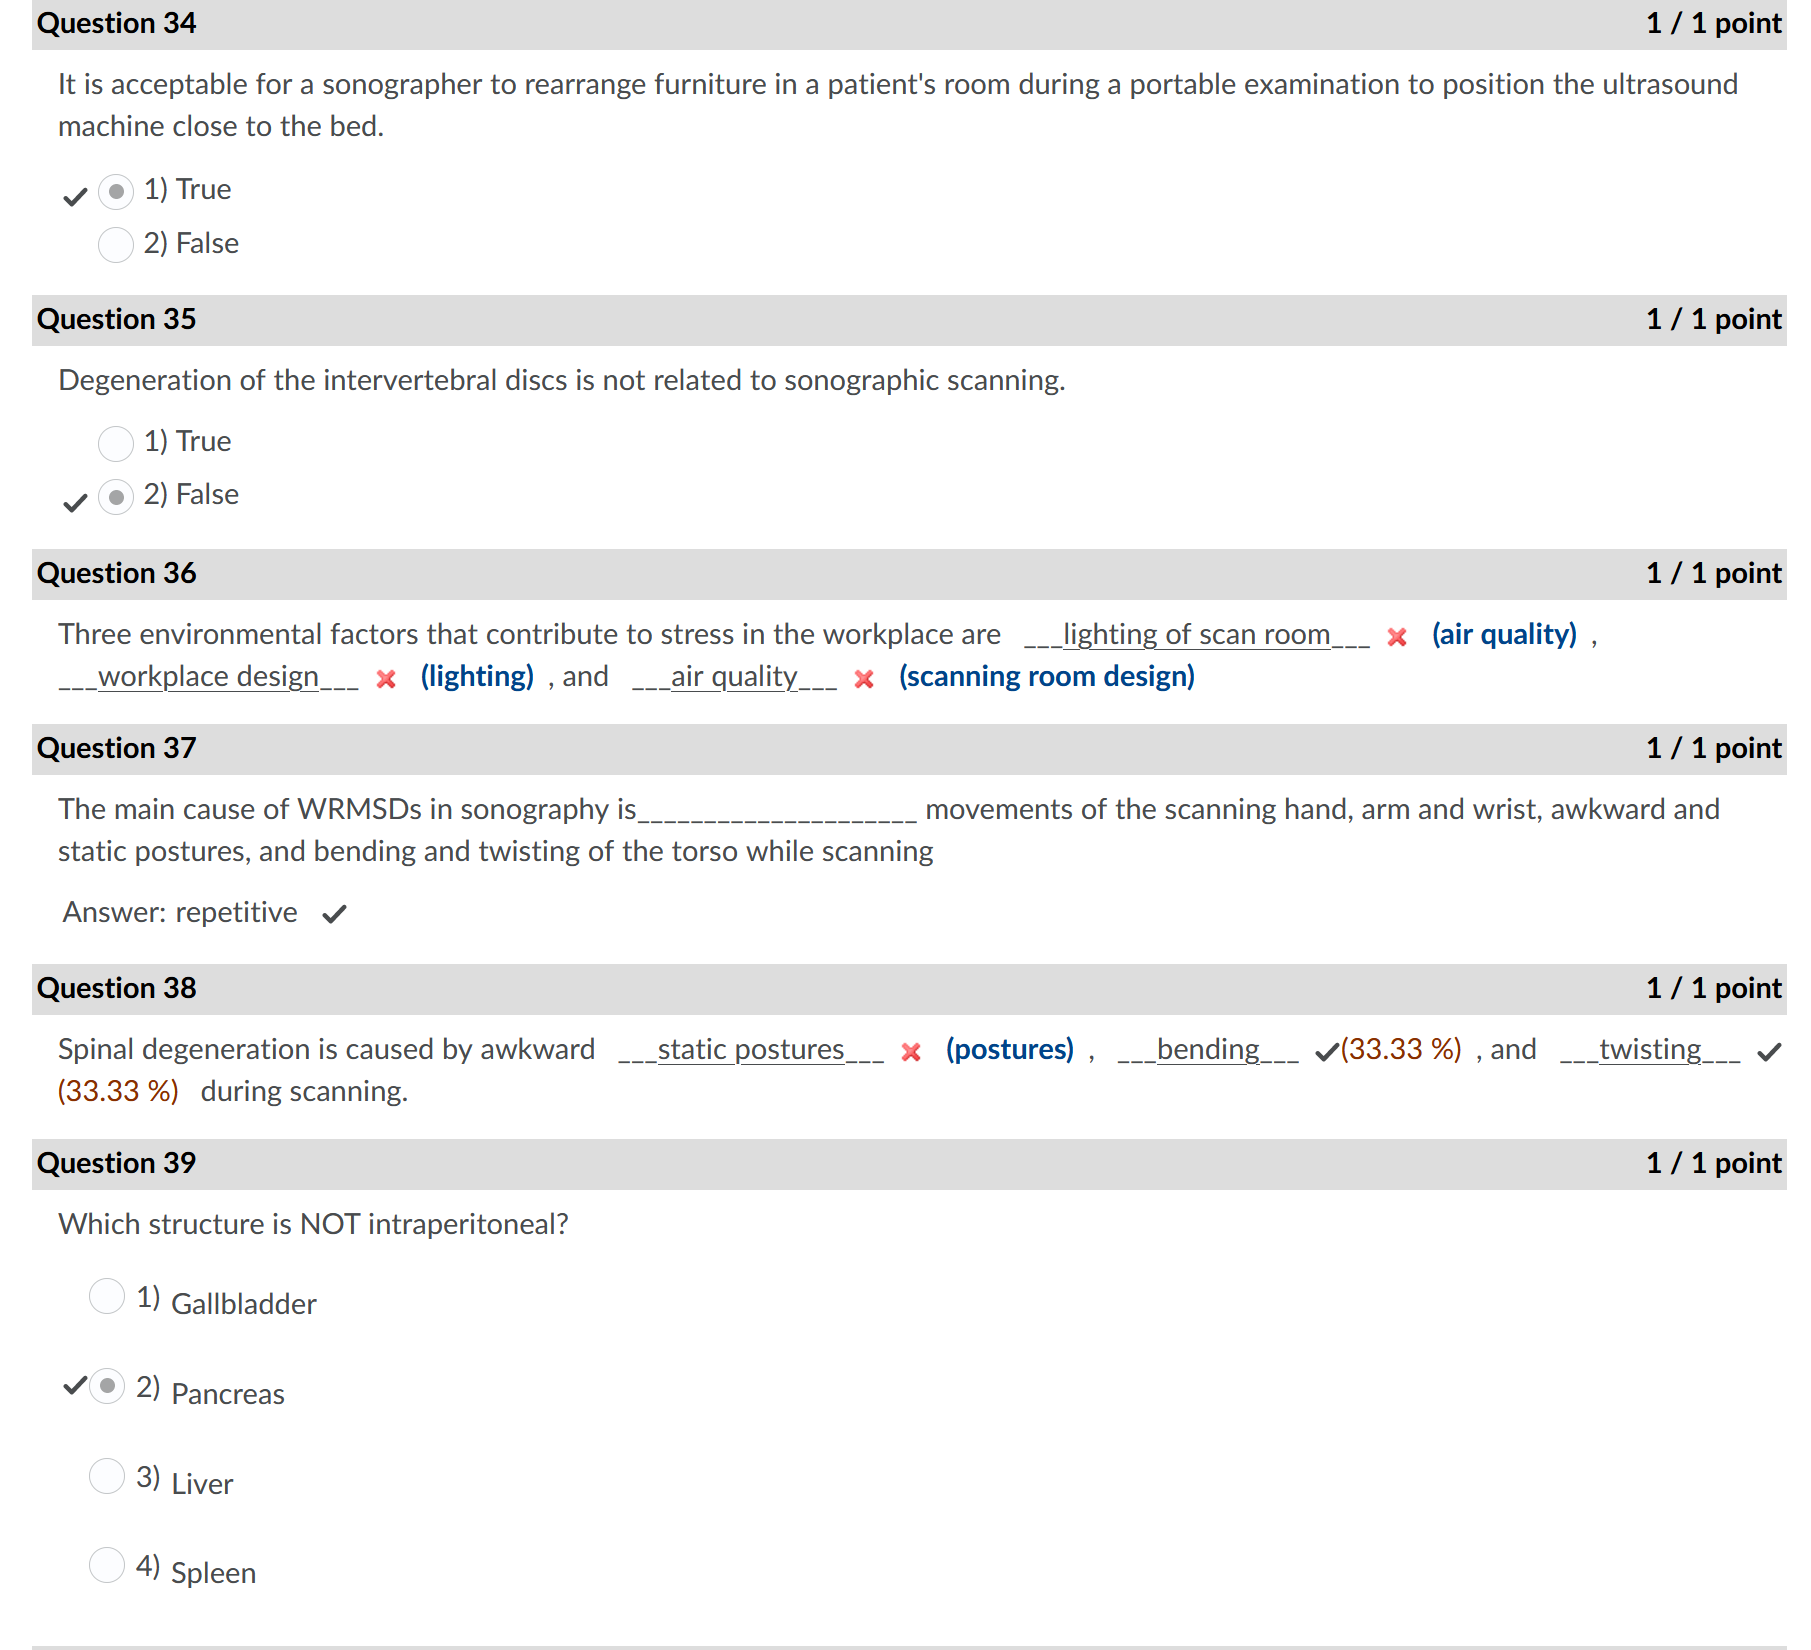 Question 34 1 / 1 point
It is acceptable for a sonographer to rearrange furniture in a patient's room during a portable examination to position the ultrasound
machine close to the bed.
1) True
2) False
Question 35 1 / 1 point
Degeneration of the intervertebral discs is not related to sonographic scanning.
1) True
2) False
Question 36 1 / 1 point
Three environmental factors that contribute to stress in the workplace are ___lighting of scan room___ (air quality) ,
___workplace design___ (lighting) , and ___air quality___ (scanning room design)
Question 37 1 / 1 point
The main cause of WRMSDs in sonography is_____________________ movements of the scanning hand, arm and wrist, awkward and
static postures, and bending and twisting of the torso while scanning
Answer: repetitive
Question 38 1 / 1 point
Spinal degeneration is caused by awkward ___static postures___ (postures) , ___bending___ (33.33 %) , and ___twisting___
(33.33 %) during scanning.
Question 39 1 / 1 point
Which structure is NOT intraperitoneal?
1) Gallbladder
2) Pancreas
3) Liver
4) Spleen